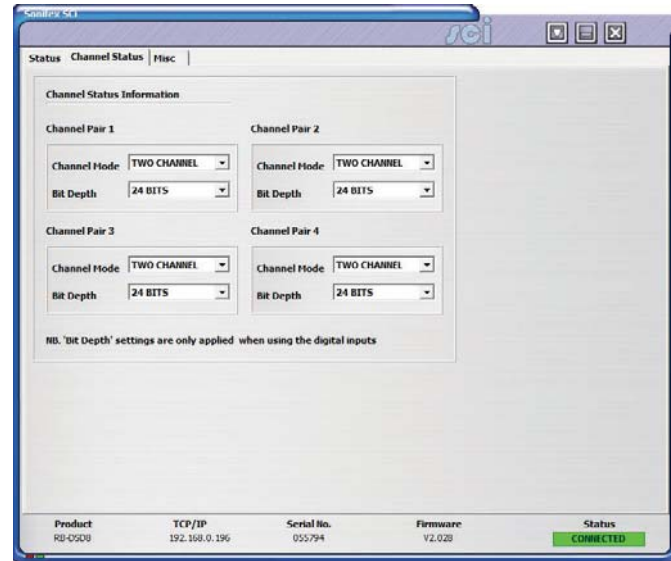 Sonifex SCI
sci
Status Channel Status Misc
Channel Status Information
Channel Pair 1 Channel Pair 2
Channel Mode TWO CHANNEL Channel Mode TWO CHANNEL
Bit Depth 24 BITS Bit Depth 24 BITS
Channel Pair 3 Channel Pair 4
Channel Mode TWO CHANNEL Channel Mode TWO CHANNEL
Bit Depth 24 BITS Bit Depth 24 BITS
NB. 'Bit Depth' settings are only applied when using the digital inputs
Product TCP/IP Serial No. Firmware Status
RB-DSD8 192.168.0.196 055794 V2.028 CONNECTED